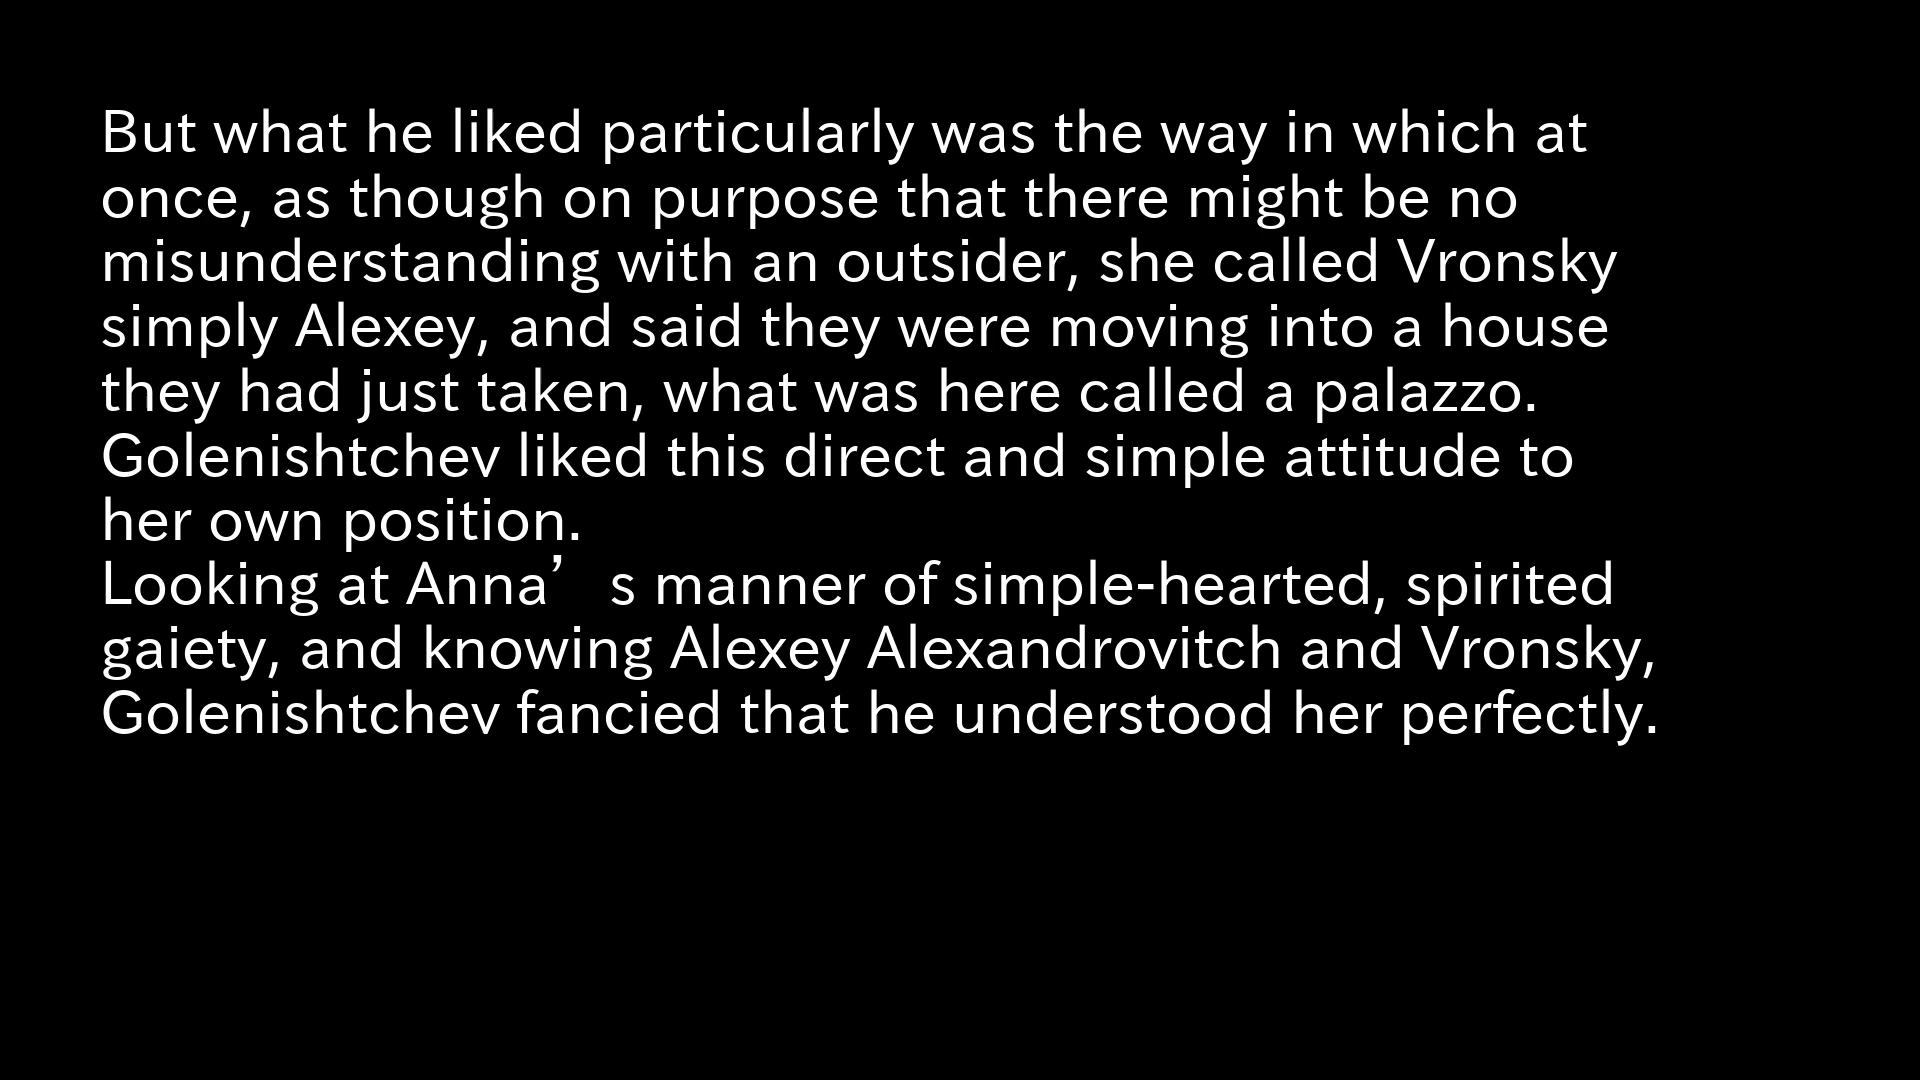 But what he liked particularly was the way in which at
once, as though on purpose that there might be no
misunderstanding with an outsider, she called Vronsky
simply Alexey, and said they were moving into a house
they had just taken, what was here called a palazzo.
Golenishtchev liked this direct and simple attitude to
her own position.
Looking at Anna’s manner of simple-hearted, spirited
gaiety, and knowing Alexey Alexandrovitch and Vronsky,
Golenishtchev fancied that he understood her perfectly.